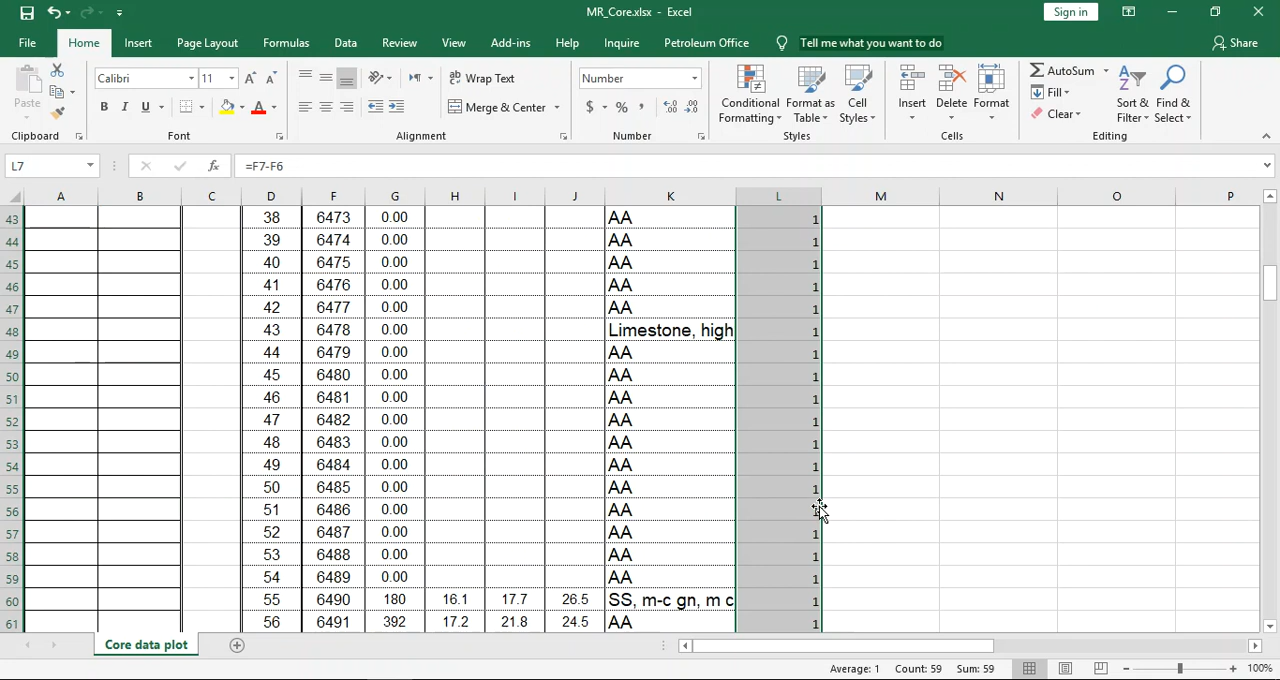 MR_Core.xlsx - Excel
Sign in
File Home Insert Page Layout Formulas Data Review View Add-ins Help Inquire Petroleum Office Tell me what you want to do Share
Paste
Calibri 11
B I U
A A
Wrap Text
Merge & Center
Number
$ % ,
Conditional Formatting
Format as Table
Cell Styles
Insert Delete Format
AutoSum
Fill
Clear
Sort & Filter
Find & Select
Clipboard Font Alignment Number Styles Cells Editing
L7 fx =F7-F6
A B C D F G H I J K L M N O P
43 38 6473 0.00 AA 1
44 39 6474 0.00 AA 1
45 40 6475 0.00 AA 1
46 41 6476 0.00 AA 1
47 42 6477 0.00 AA 1
48 43 6478 0.00 Limestone, high 1
49 44 6479 0.00 AA 1
50 45 6480 0.00 AA 1
51 46 6481 0.00 AA 1
52 47 6482 0.00 AA 1
53 48 6483 0.00 AA 1
54 49 6484 0.00 AA 1
55 50 6485 0.00 AA 1
56 51 6486 0.00 AA 1
57 52 6487 0.00 AA 1
58 53 6488 0.00 AA 1
59 54 6489 0.00 AA 1
60 55 6490 180 16.1 17.7 26.5 SS, m-c gn, m c 1
61 56 6491 392 17.2 21.8 24.5 AA 1
Core data plot
Average: 1 Count: 59 Sum: 59 100%